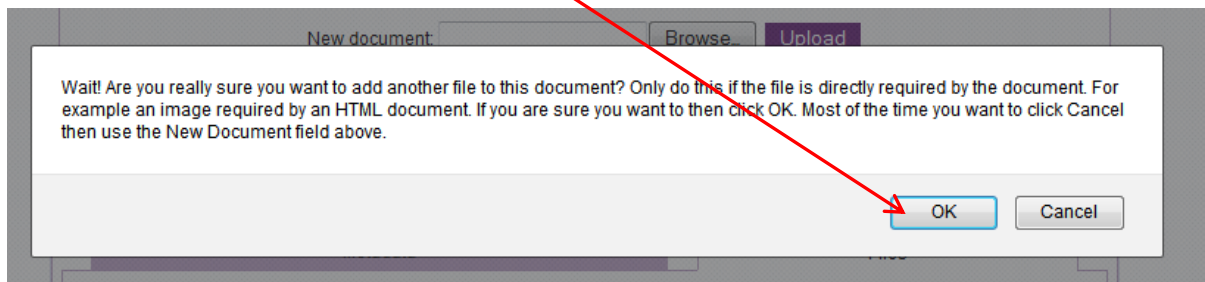 New document: Browse... Upload
Wait! Are you really sure you want to add another file to this document? Only do this if the file is directly required by the document. For
example an image required by an HTML document. If you are sure you want to then click OK. Most of the time you want to click Cancel
then use the New Document field above.
OK Cancel